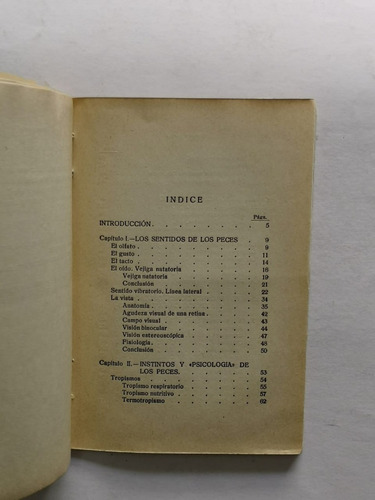 INDICE
Pág.
INTRODUCCIÓN. . . . . . . 5
Capítulo I.—LOS SENTIDOS DE LOS PECES . . 9
El olfato . . . . . . . . 9
El gusto . . . . . . . . 11
El tacto . . . . . . . . 14
El oído. Vejiga natatoria . . . . 16
Vejiga natatoria . . . . . 19
Conclusión . . . . . . 21
Sentido vibratorio. Línea lateral . . . 22
La vista . . . . . . . . 34
Anatomía . . . . . . . 35
Agudeza visual de una retina . . . 42
Campo visual . . . . . . 43
Visión binocular . . . . . 44
Visión estereoscópica . . . . 47
Fisiología . . . . . . . 48
Conclusión . . . . . . 50
Capítulo II. — INSTINTOS Y «PSICOLOGÍA» DE
LOS PECES. . . . . . . 53
Tropismos . . . . . . . 54
Tropismo respiratorio . . . . 55
Tropismo nutritivo . . . . . 57
Termotropismo . . . . . . 62